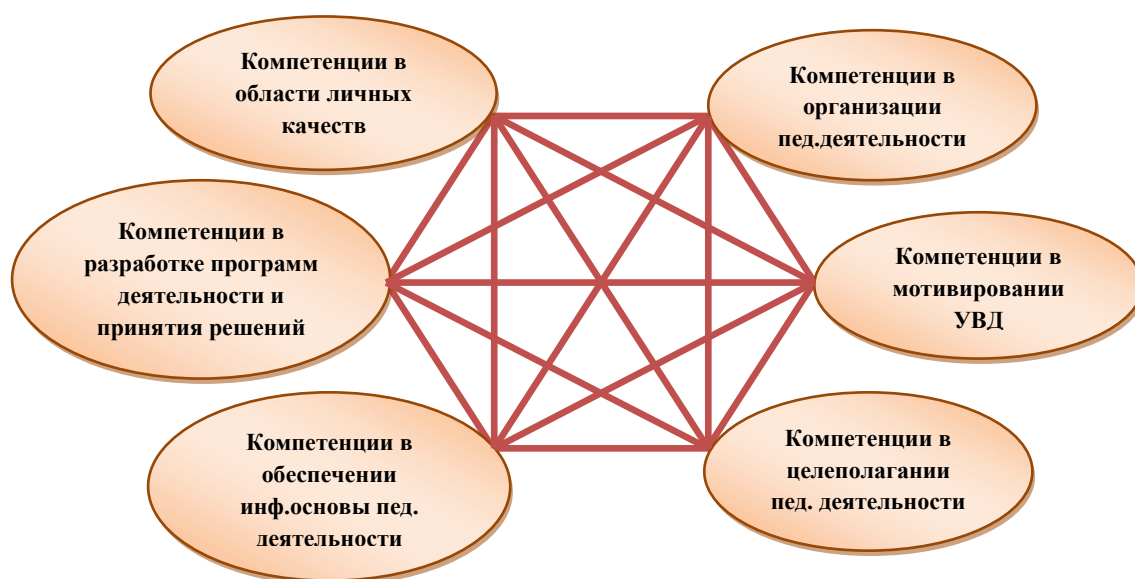 Компетенции в
области личных
качеств
Компетенции в
организации
пед.деятельности
Компетенции в
разработке программ
деятельности и
принятия решений
Компетенции в
мотивировании
УВД
Компетенции в
обеспечении
инф.основы пед.
деятельности
Компетенции в
целеполагании
пед. деятельности